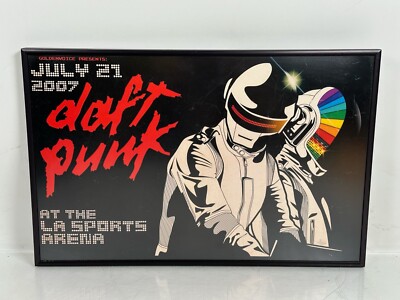 GOLDENVOICE PRESENTS:
JULY 21
2007
daft
punk
AT THE
LA SPORTS
ARENA